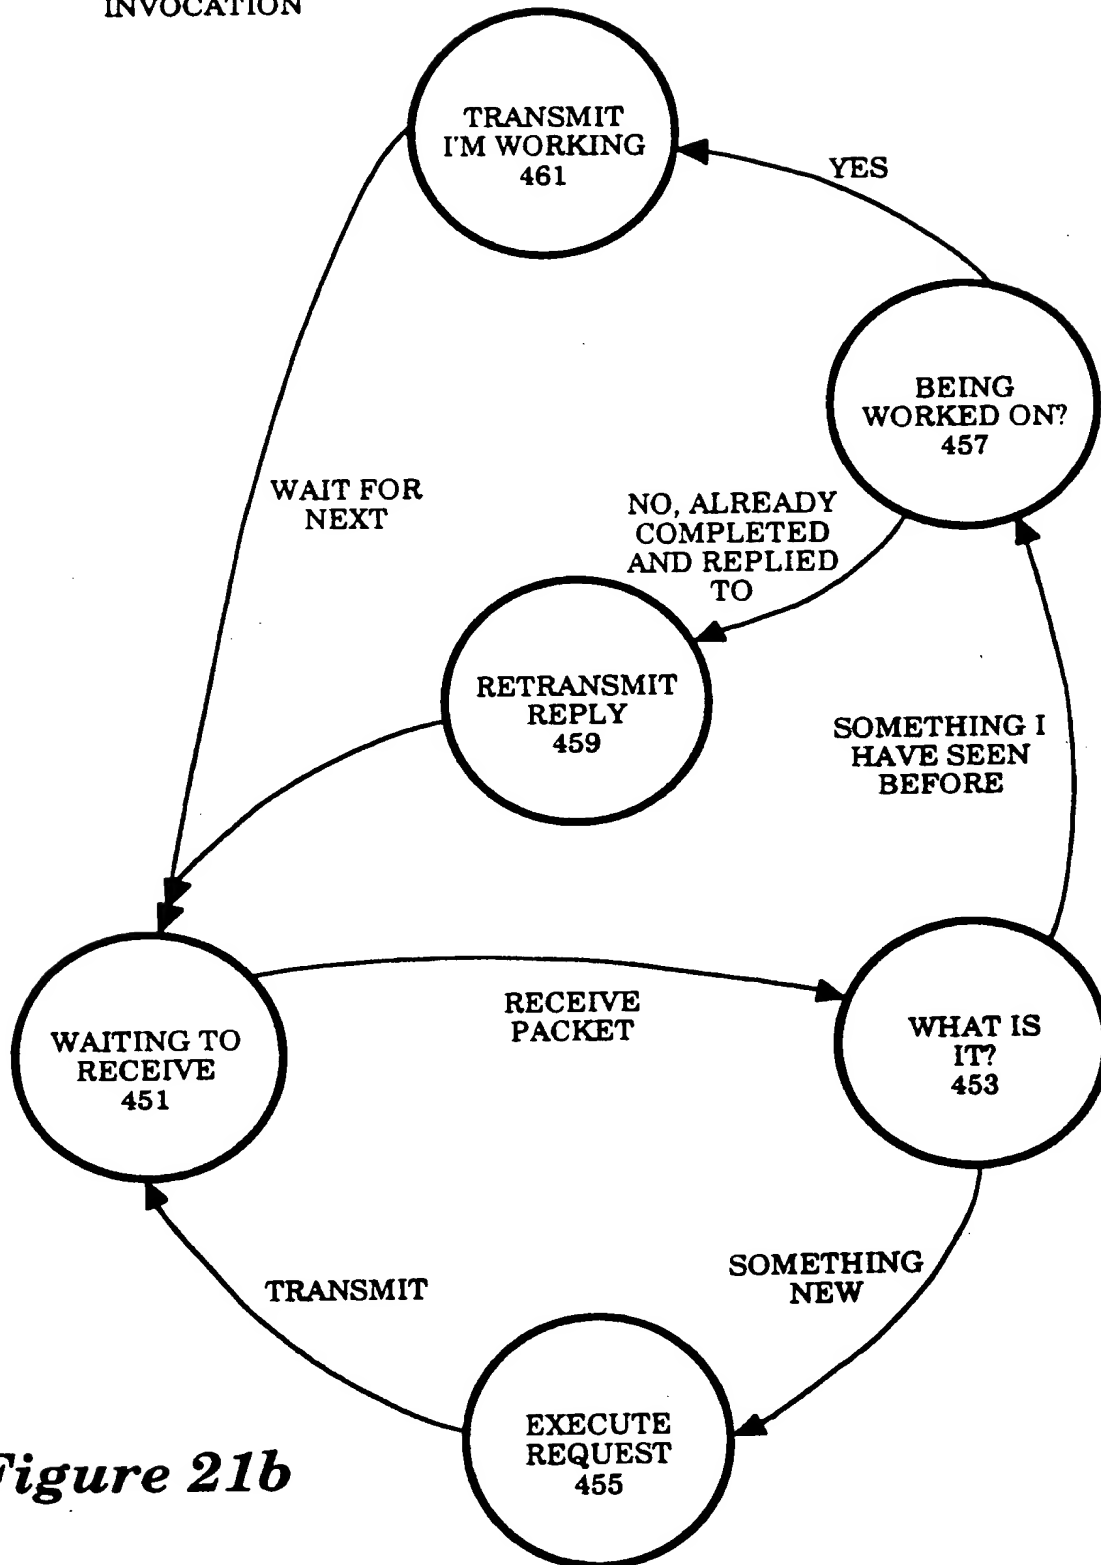 INVOCATION
TRANSMIT
I'M WORKING
461
YES
BEING
WORKED ON?
457
WAIT FOR
NEXT
NO, ALREADY
COMPLETED
AND REPLIED
TO
RETRANSMIT
REPLY
459
SOMETHING I
HAVE SEEN
BEFORE
RECEIVE
PACKET
WAITING TO
RECEIVE
451
WHAT IS
IT?
453
TRANSMIT
SOMETHING
NEW
EXECUTE
REQUEST
455
Figure 21b